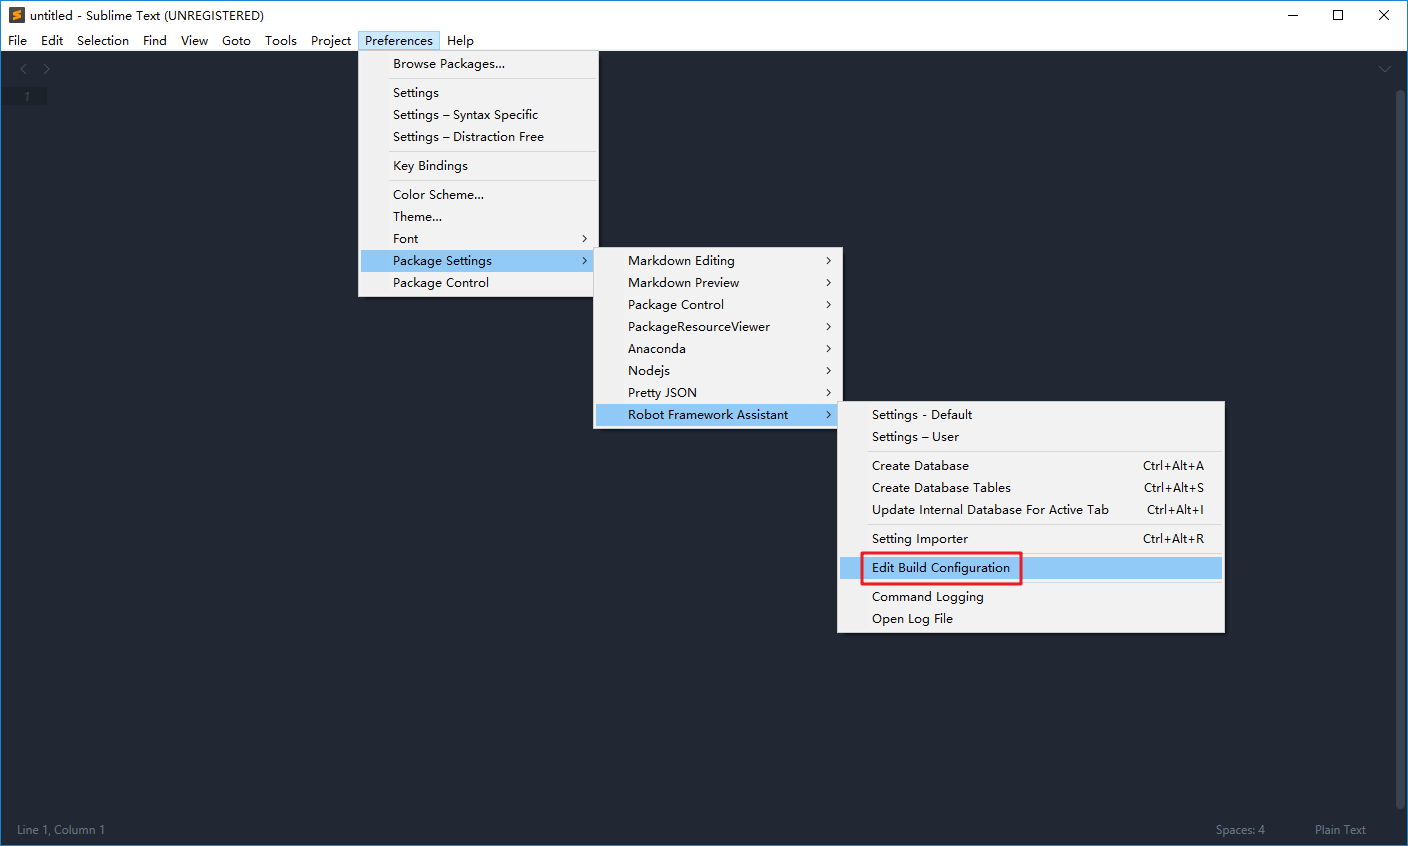 untitled - Sublime Text (UNREGISTERED)
File Edit Selection Find View Goto Tools Project Preferences Help
1
Browse Packages...
Settings
Settings – Syntax Specific
Settings – Distraction Free
Key Bindings
Color Scheme...
Theme...
Font
Package Settings
Package Control
Markdown Editing
Markdown Preview
Package Control
PackageResourceViewer
Anaconda
Nodejs
Pretty JSON
Robot Framework Assistant
Settings - Default
Settings – User
Create Database Ctrl+Alt+A
Create Database Tables Ctrl+Alt+S
Update Internal Database For Active Tab Ctrl+Alt+I
Setting Importer Ctrl+Alt+R
Edit Build Configuration
Command Logging
Open Log File
Line 1, Column 1 Spaces: 4 Plain Text